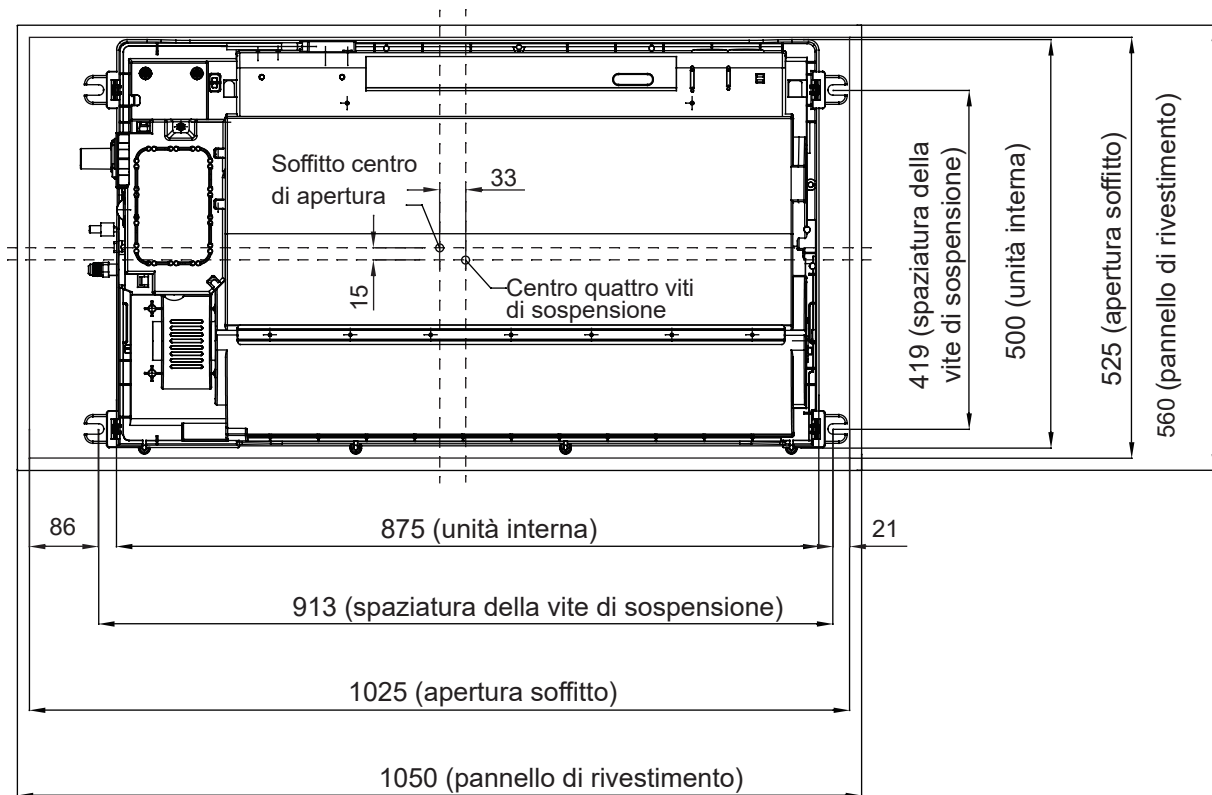 Soffitto centro
di apertura
33
15
Centro quattro viti
di sospensione
419 (spaziatura della
vite di sospensione)
500 (unità interna)
525 (apertura soffitto)
560 (pannello di rivestimento)
86
875 (unità interna)
21
913 (spaziatura della vite di sospensione)
1025 (apertura soffitto)
1050 (pannello di rivestimento)